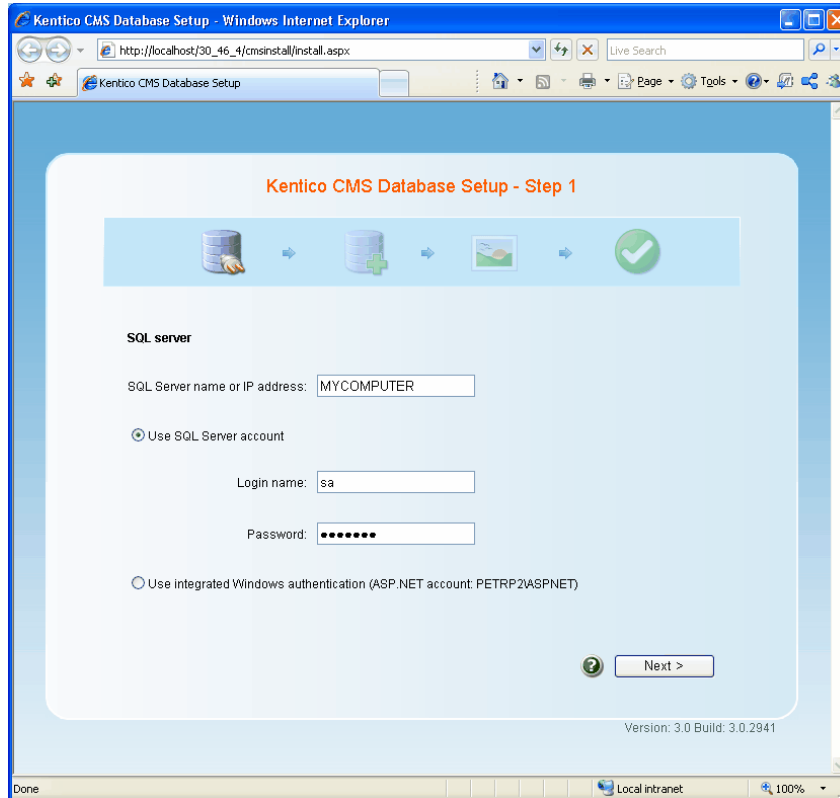 Kentico CMS Database Setup - Windows Internet Explorer
http://localhost/30_46_4/cmsinstall/install.aspx
Live Search
Kentico CMS Database Setup
Page
Tools
Kentico CMS Database Setup - Step 1
SQL server
SQL Server name or IP address: MYCOMPUTER
Use SQL Server account
Login name: sa
Password: •••••••
Use integrated Windows authentication (ASP.NET account: PETRP2\ASPNET)
Next >
Version: 3.0 Build: 3.0.2941
Done
Local intranet
100%